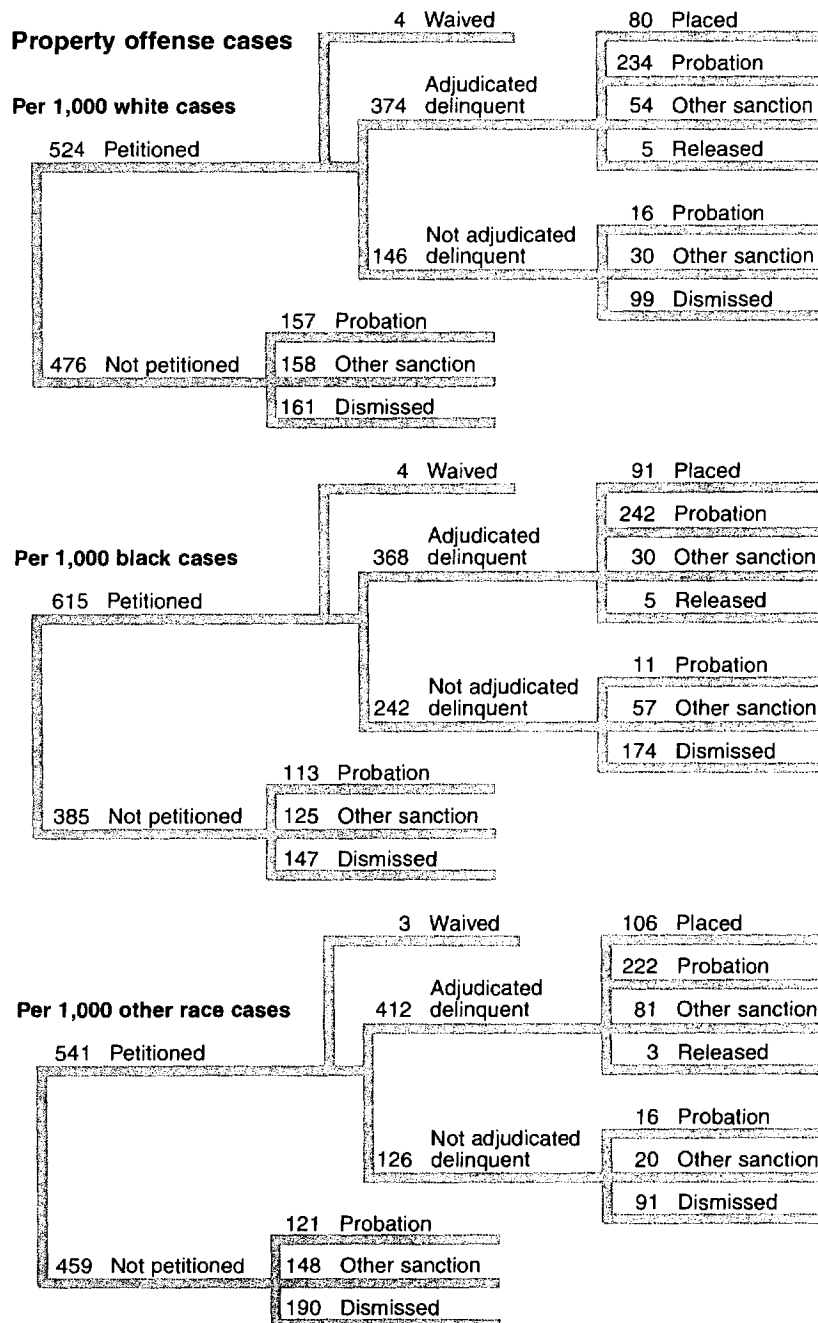 Property offense cases
4 Waived
80 Placed
234 Probation
54 Other sanction
5 Released
Per 1,000 white cases
374 Adjudicated
delinquent
524 Petitioned
146 Not adjudicated
delinquent
16 Probation
30 Other sanction
99 Dismissed
476 Not petitioned
157 Probation
158 Other sanction
161 Dismissed
4 Waived
91 Placed
242 Probation
30 Other sanction
5 Released
Per 1,000 black cases
368 Adjudicated
delinquent
615 Petitioned
242 Not adjudicated
delinquent
11 Probation
57 Other sanction
174 Dismissed
385 Not petitioned
113 Probation
125 Other sanction
147 Dismissed
3 Waived
106 Placed
222 Probation
81 Other sanction
3 Released
Per 1,000 other race cases
412 Adjudicated
delinquent
541 Petitioned
126 Not adjudicated
delinquent
16 Probation
20 Other sanction
91 Dismissed
459 Not petitioned
121 Probation
148 Other sanction
190 Dismissed